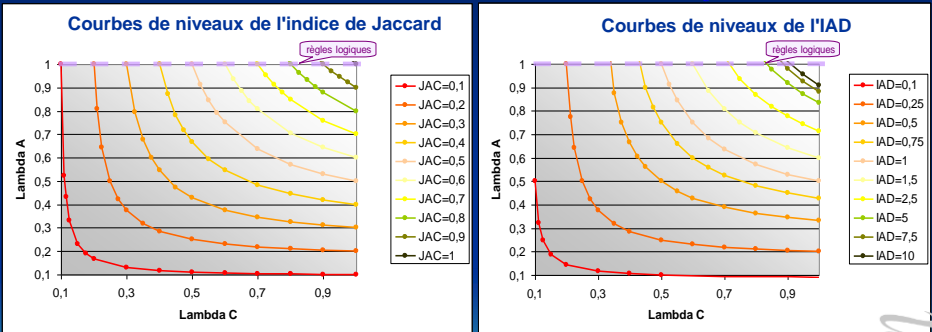 Courbes de niveaux de l'indice de Jaccard
règles logiques
Lambda A
1
0,9
0,8
0,7
0,6
0,5
0,4
0,3
0,2
0,1
0,1 0,3 0,5 0,7 0,9
Lambda C
JAC=0,1
JAC=0,2
JAC=0,3
JAC=0,4
JAC=0,5
JAC=0,6
JAC=0,7
JAC=0,8
JAC=0,9
JAC=1
Courbes de niveaux de l'IAD
règles logiques
Lambda A
1
0,9
0,8
0,7
0,6
0,5
0,4
0,3
0,2
0,1
0,1 0,3 0,5 0,7 0,9
Lambda C
IAD=0,1
IAD=0,25
IAD=0,5
IAD=0,75
IAD=1
IAD=1,5
IAD=2,5
IAD=5
IAD=7,5
IAD=10